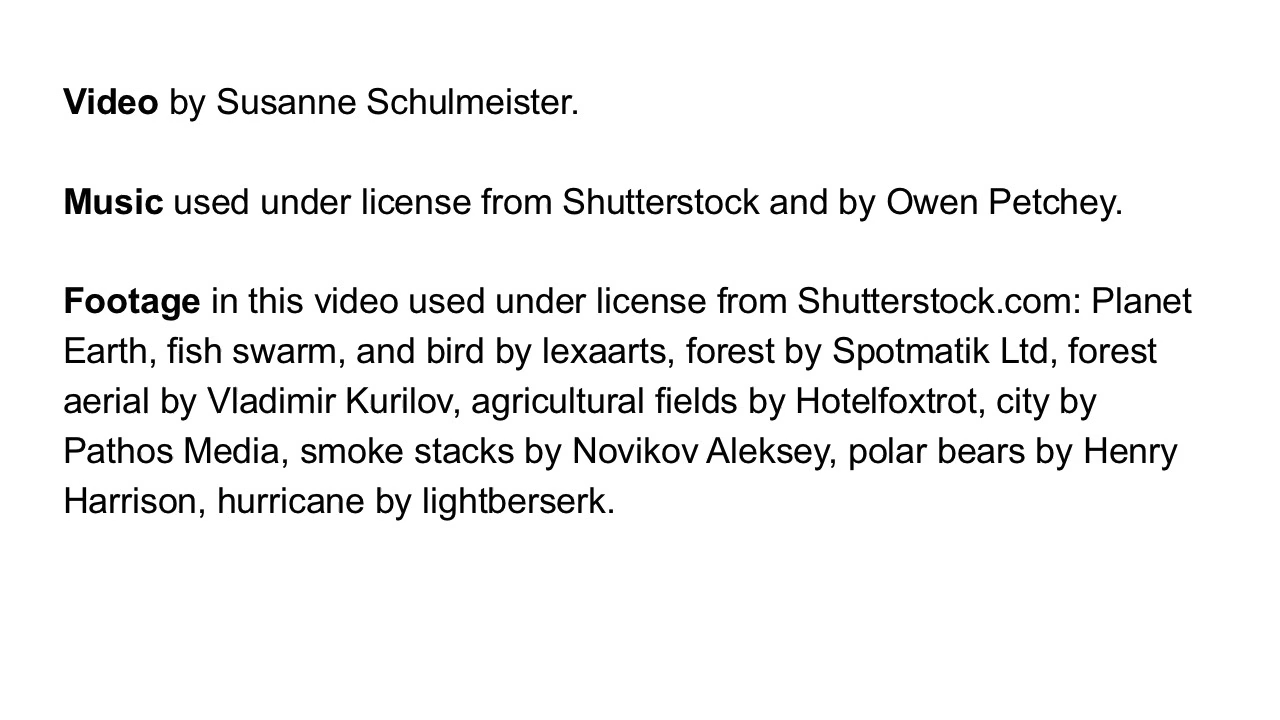 Video by Susanne Schulmeister.
Music used under license from Shutterstock and by Owen Petchey.
Footage in this video used under license from Shutterstock.com: Planet
Earth, fish swarm, and bird by lexaarts, forest by Spotmatik Ltd, forest
aerial by Vladimir Kurilov, agricultural fields by Hotelfoxtrot, city by
Pathos Media, smoke stacks by Novikov Aleksey, polar bears by Henry
Harrison, hurricane by lightberserk.